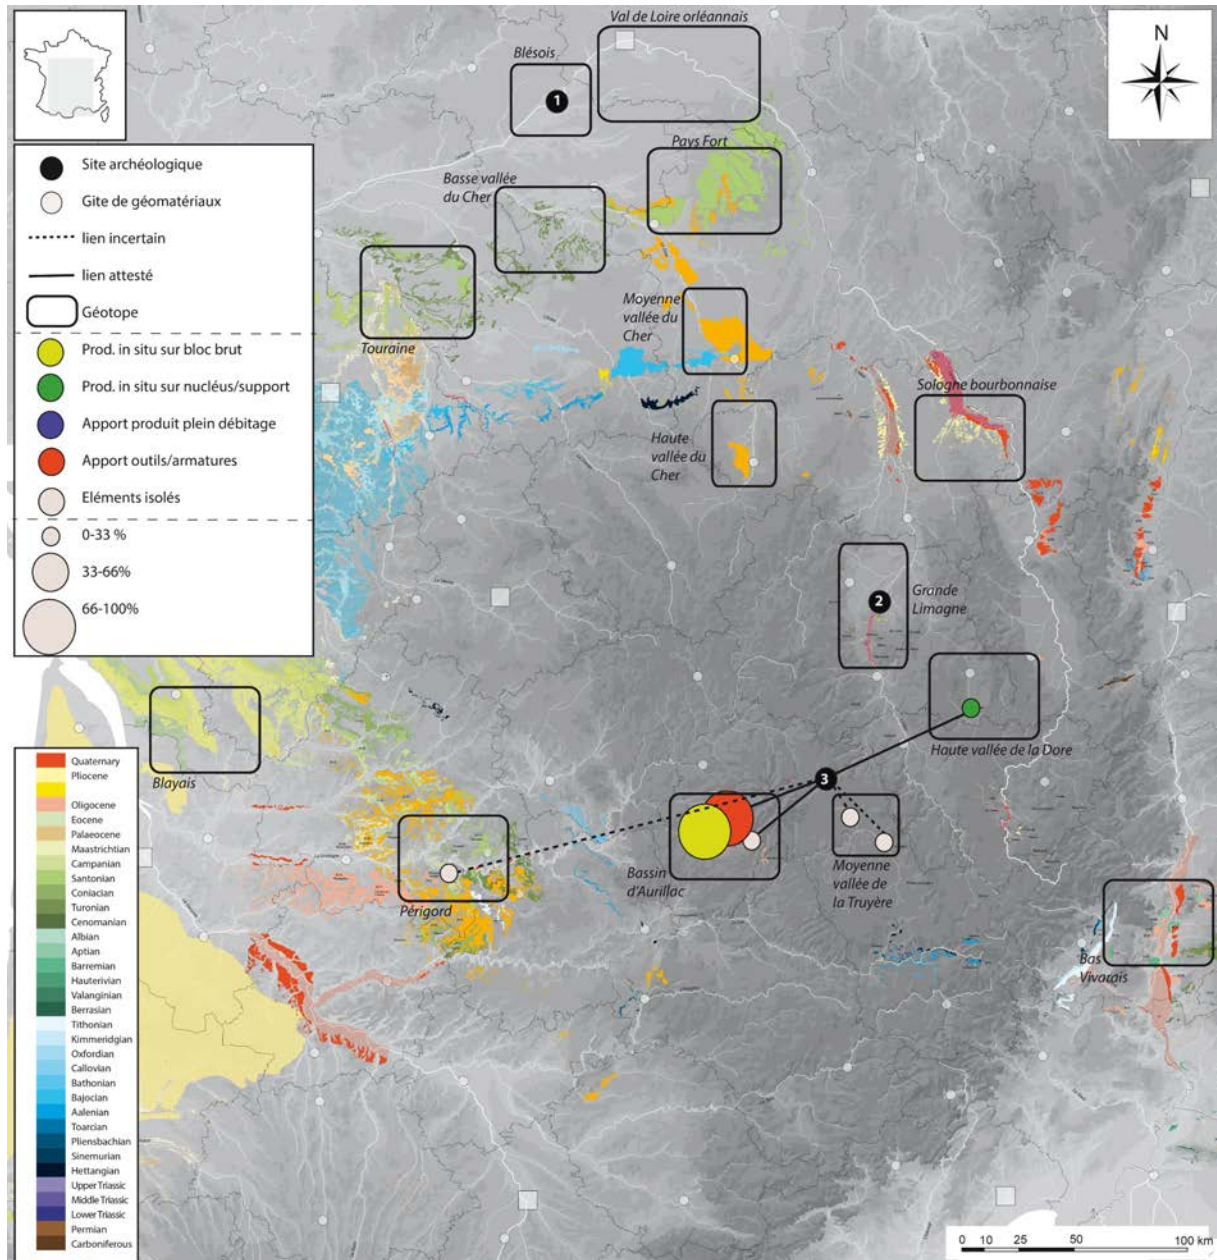 Val de Loire orléannais
Blésois
N
1
Site archéologique
Gite de géomatériaux
lien incertain
lien attesté
Géotope
Prod. in situ sur bloc brut
Prod. in situ sur nucléus/support
Apport produit plein débitage
Apport outils/armatures
Eléments isolés
0-33 %
33-66%
66-100%
Pays Fort
Basse vallée
du Cher
Moyenne
vallée du
Cher
Touraine
Sologne bourbonnaise
Haute
vallée du
Cher
2
Grande
Limagne
Haute vallée de la Dore
Blayais
3
Bassin
d'Aurillac
Moyenne
vallée de
la Truyère
Périgord
Bas
Vivarais
Quaternary
Pliocene
Oligocene
Eocene
Palaeocene
Maastrichtian
Campanian
Santonian
Coniacian
Turonian
Cenomanian
Albian
Aptian
Barremian
Hauterivian
Valanginian
Berrasian
Tithonian
Kimmeridgian
Oxfordian
Callovian
Bathonian
Bajocian
Aalenian
Toarcian
Pliensbachian
Sinemurian
Hettangian
Upper Triassic
Middle Triassic
Lower Triassic
Permian
Carboniferous
0 10 25 50 100 km